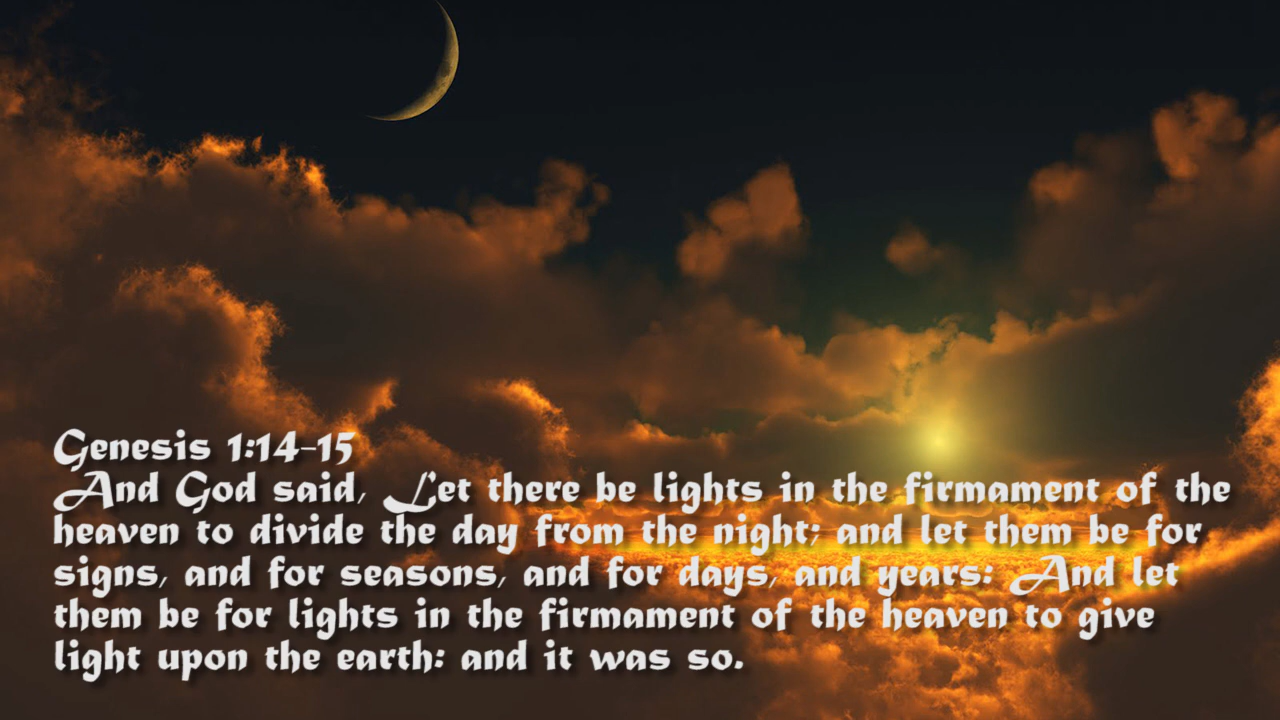 Genesis 1:14-15
And God said, Let there be lights in the firmament of the
heaven to divide the day from the night; and let them be for
signs, and for seasons, and for days, and years: And let
them be for lights in the firmament of the heaven to give
light upon the earth: and it was so.